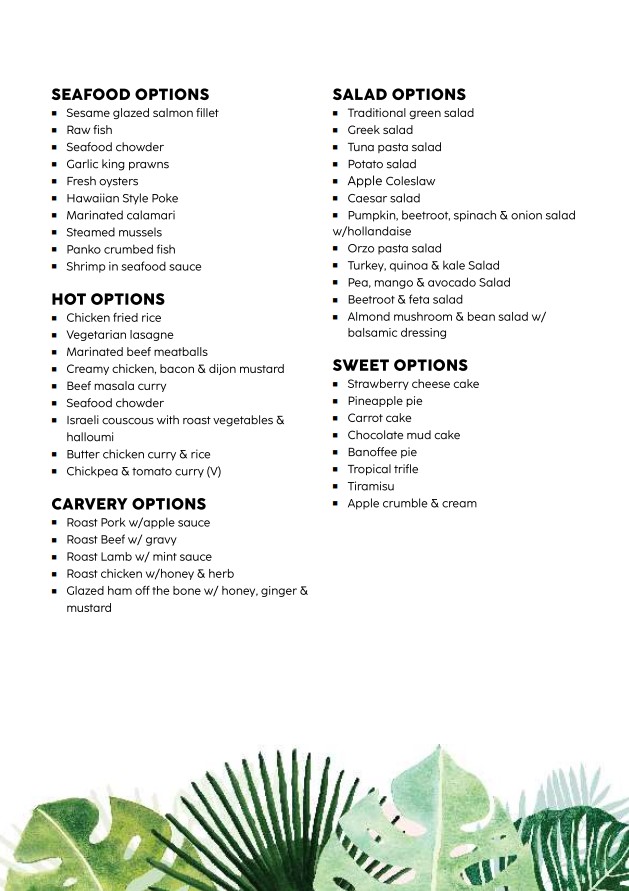 SEAFOOD OPTIONS
▪ Sesame glazed salmon fillet
▪ Raw fish
▪ Seafood chowder
▪ Garlic king prawns
▪ Fresh oysters
▪ Hawaiian Style Poke
▪ Marinated calamari
▪ Steamed mussels
▪ Panko crumbed fish
▪ Shrimp in seafood sauce
HOT OPTIONS
▪ Chicken fried rice
▪ Vegetarian lasagne
▪ Marinated beef meatballs
▪ Creamy chicken, bacon & dijon mustard
▪ Beef masala curry
▪ Seafood chowder
▪ Israeli couscous with roast vegetables &
halloumi
▪ Butter chicken curry & rice
▪ Chickpea & tomato curry (V)
CARVERY OPTIONS
▪ Roast Pork w/apple sauce
▪ Roast Beef w/ gravy
▪ Roast Lamb w/ mint sauce
▪ Roast chicken w/honey & herb
▪ Glazed ham off the bone w/ honey, ginger &
mustard
SALAD OPTIONS
▪ Traditional green salad
▪ Greek salad
▪ Tuna pasta salad
▪ Potato salad
▪ Apple Coleslaw
▪ Caesar salad
▪ Pumpkin, beetroot, spinach & onion salad
w/hollandaise
▪ Orzo pasta salad
▪ Turkey, quinoa & kale Salad
▪ Pea, mango & avocado Salad
▪ Beetroot & feta salad
▪ Almond mushroom & bean salad w/
balsamic dressing
SWEET OPTIONS
▪ Strawberry cheese cake
▪ Pineapple pie
▪ Carrot cake
▪ Chocolate mud cake
▪ Banoffee pie
▪ Tropical trifle
▪ Tiramisu
▪ Apple crumble & cream